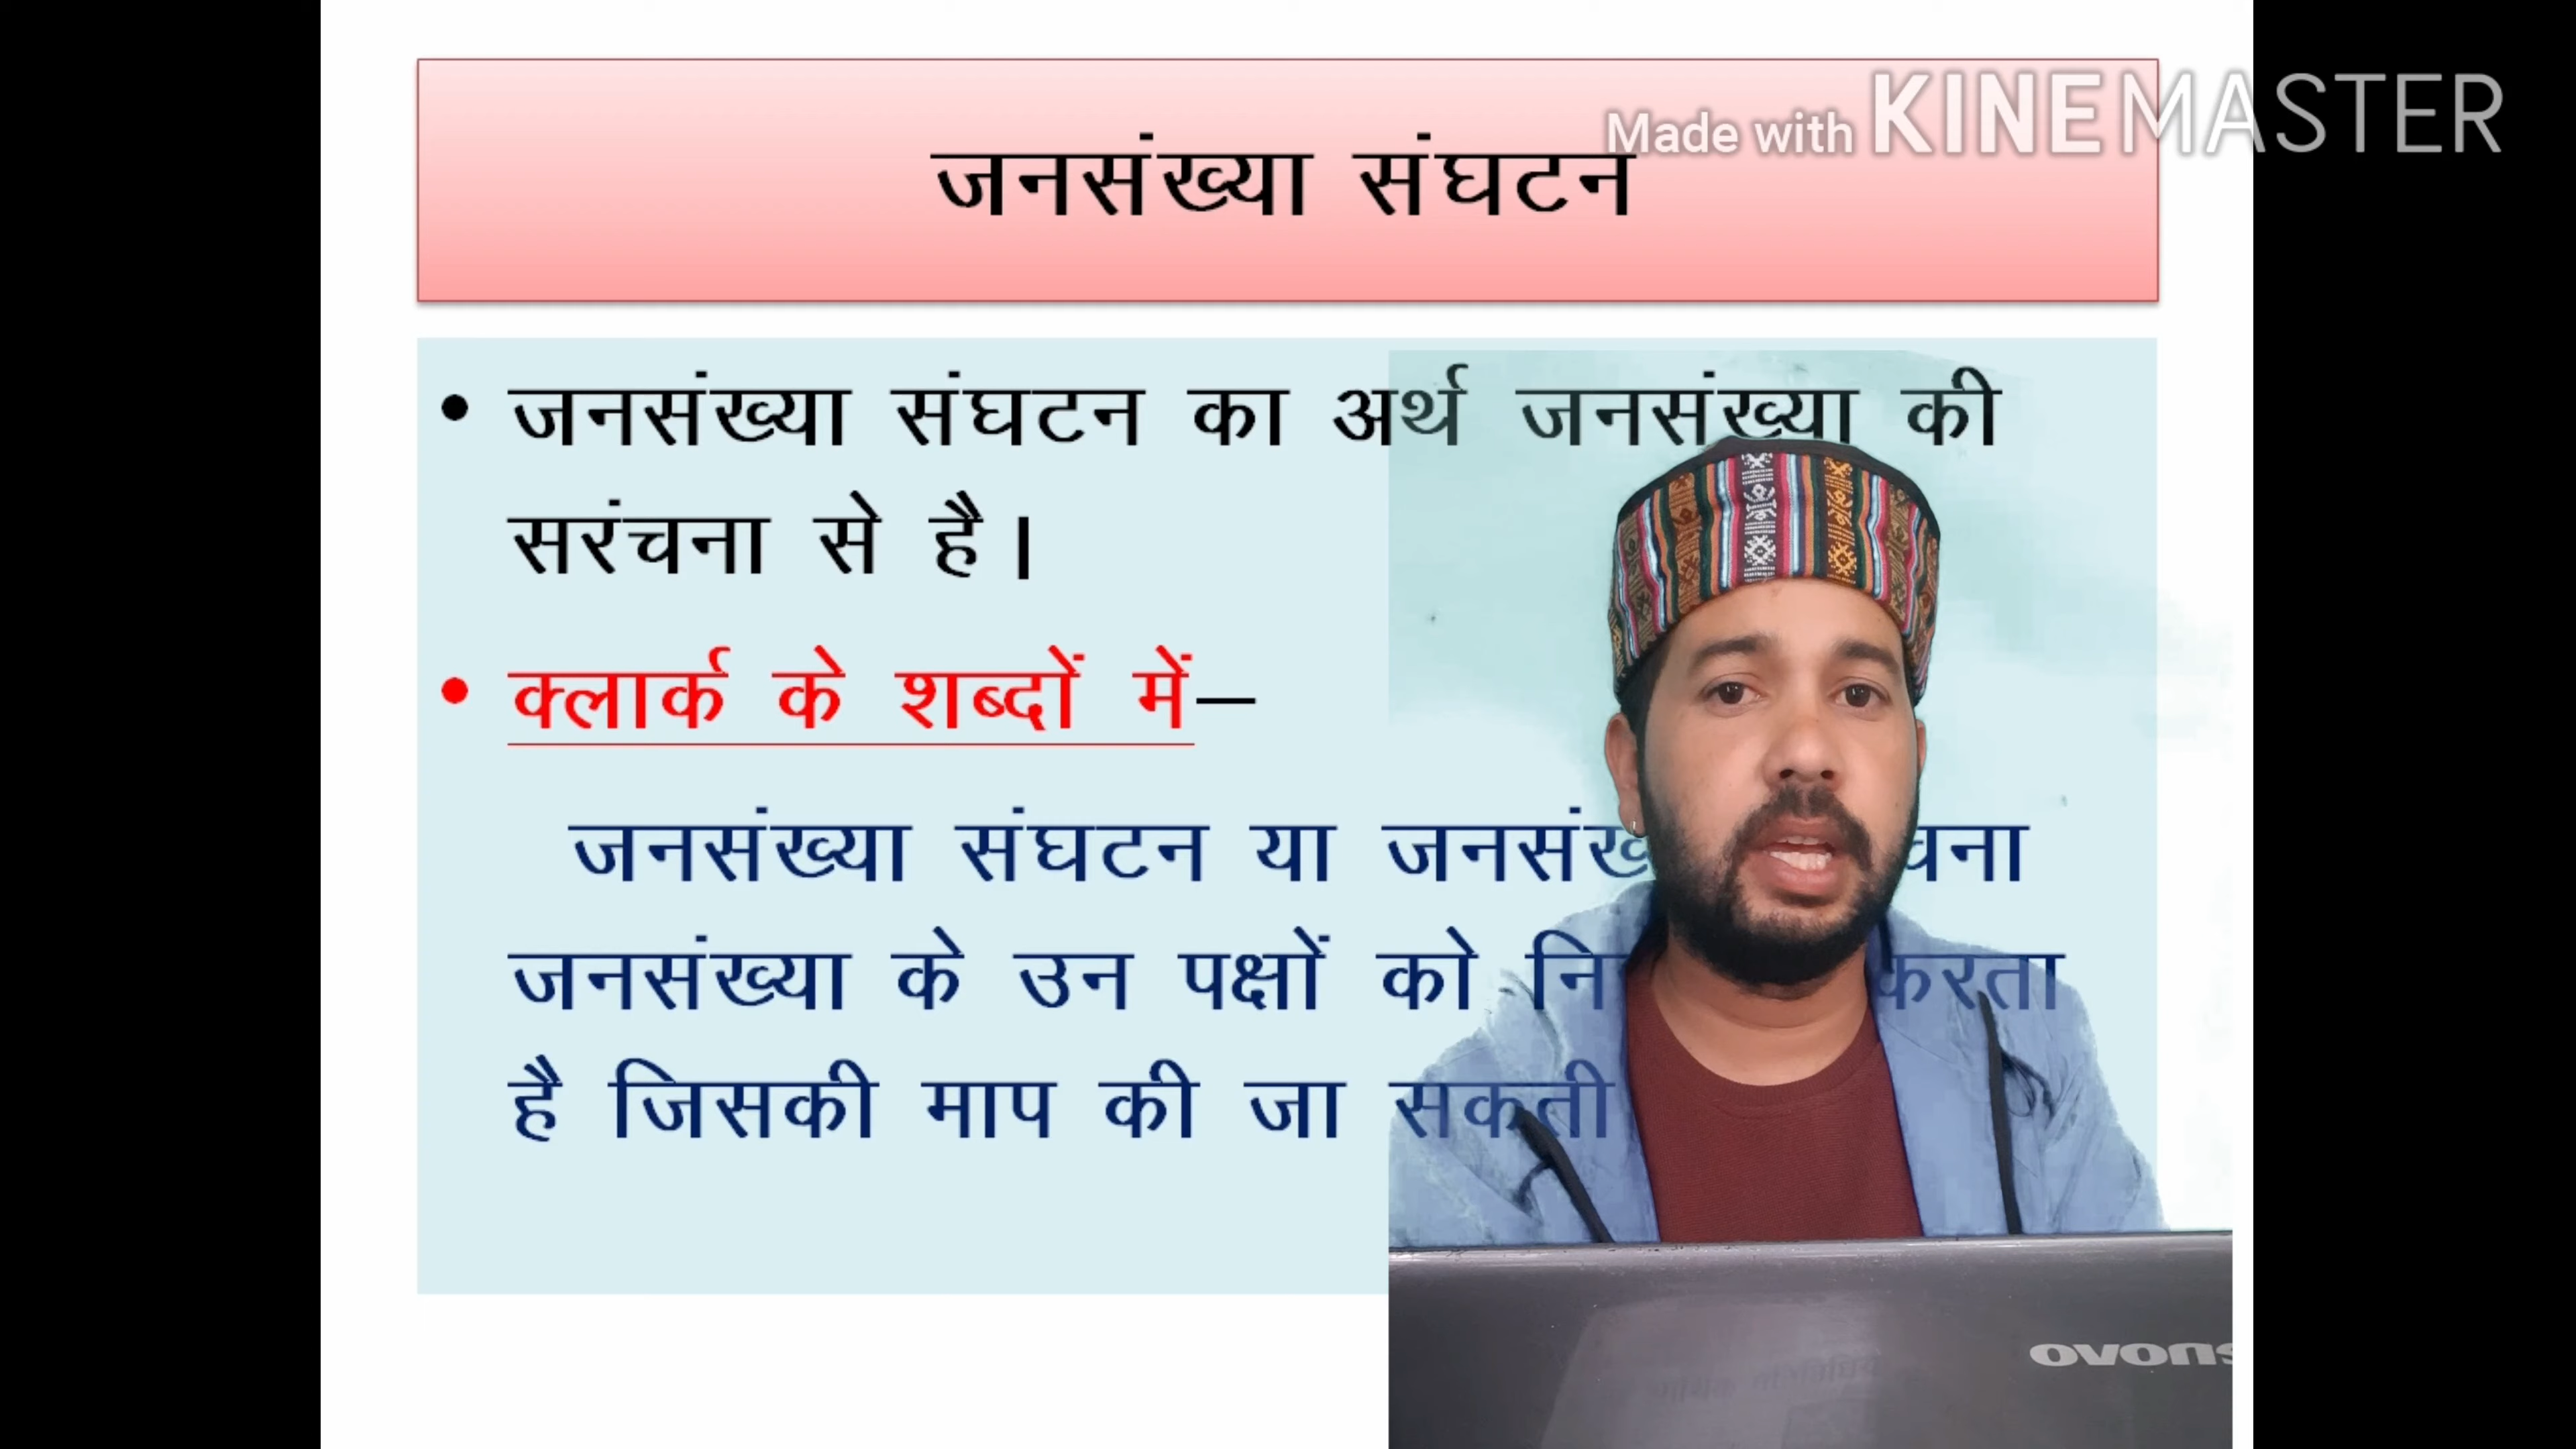 Made with KINEMASTER
जनसंख्या संघटन
• जनसंख्या संघटन का अर्थ जनसंख्या की
सरंचना से है।
• क्लार्क के शब्दों में–
जनसंख्या संघटन या
जनसंख्या के उन पक्षों को करता
है जिसकी माप की जा सकती